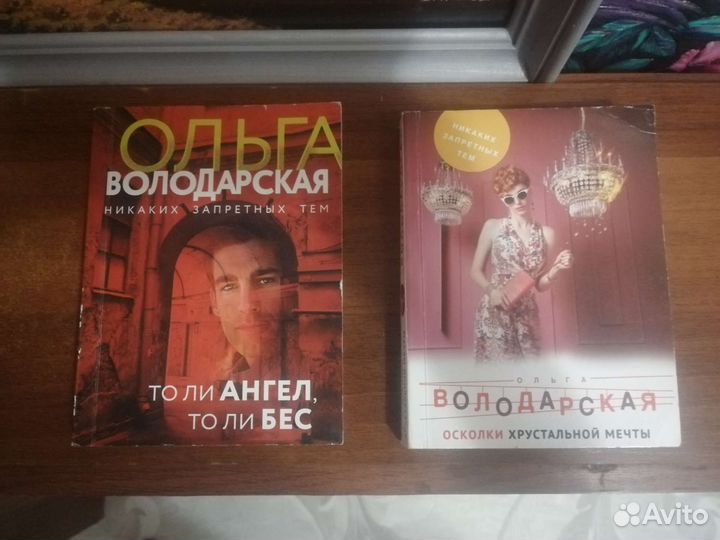 ОЛЬГА
ВОЛОДАРСКАЯ
НИКАКИХ ЗАПРЕТНЫХ ТЕМ
ТО ЛИ АНГЕЛ,
ТО ЛИ БЕС
НИКАКИХ
ЗАПРЕТНЫХ
ТЕМ
ОЛЬГА
ВОЛОДАРСКАЯ
ОСКОЛКИ ХРУСТАЛЬНОЙ МЕЧТЫ
Avito